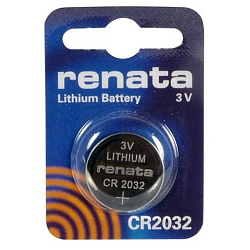 renata
Lithium Battery 3V
3V
LITHIUM
renata
CR 2032
+
CR2032